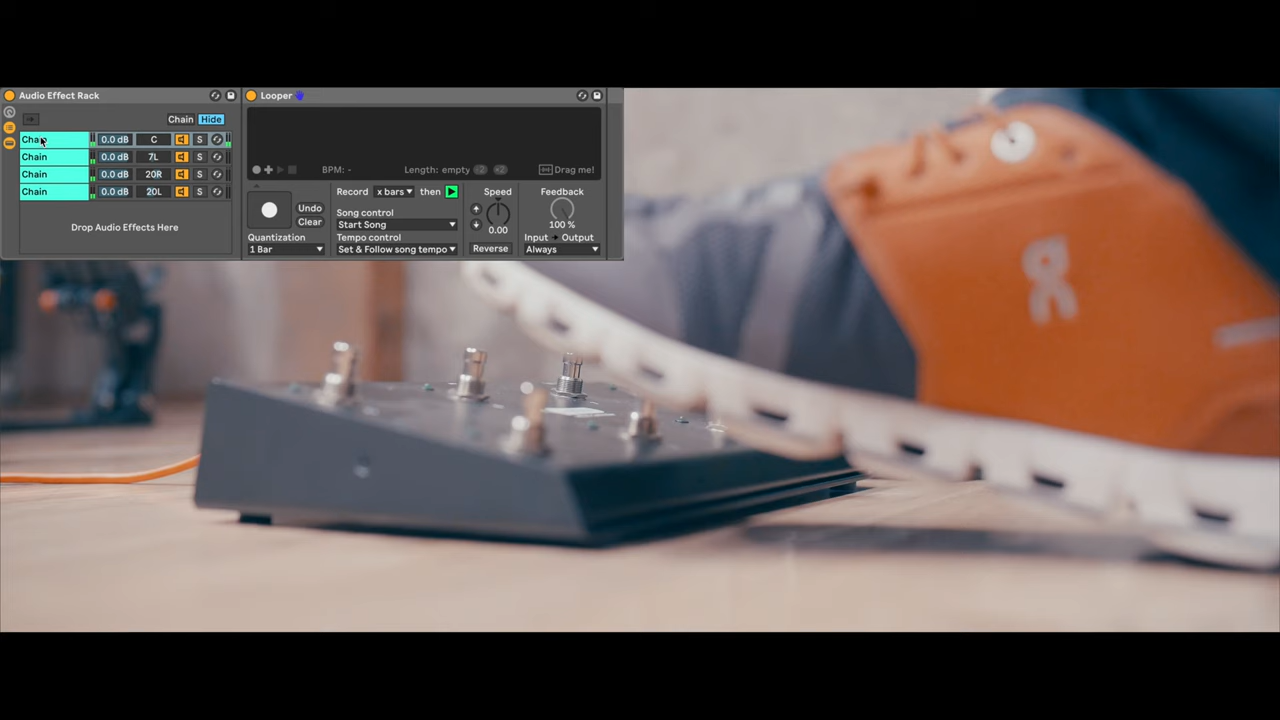 Audio Effect Rack
Chain Hide
Chain 0.0 dB C S
Chain 0.0 dB 7L S
Chain 0.0 dB 20R S
Chain 0.0 dB 20L S
Drop Audio Effects Here
Looper
BPM: - Length: empty :2 *2 Drag me!
Record x bars then
Song control
Start Song
Tempo control
Set & Follow song tempo
Undo
Clear
Quantization
1 Bar
Speed
0.00
Reverse
Feedback
100 %
Input → Output
Always
On